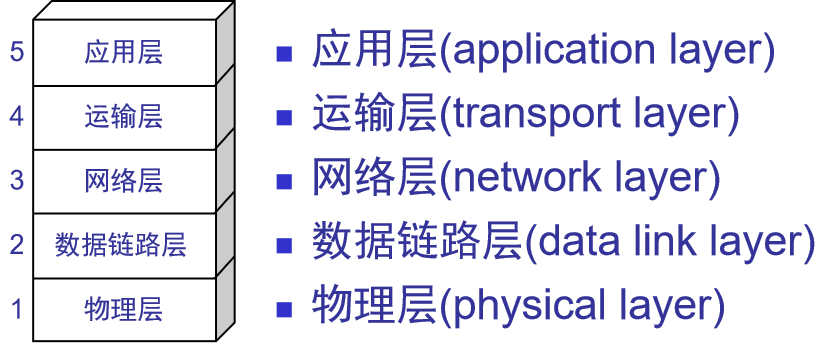 5 应用层 ■ 应用层(application layer)
4 运输层 ■ 运输层(transport layer)
3 网络层 ■ 网络层(network layer)
2 数据链路层 ■ 数据链路层(data link layer)
1 物理层 ■ 物理层(physical layer)